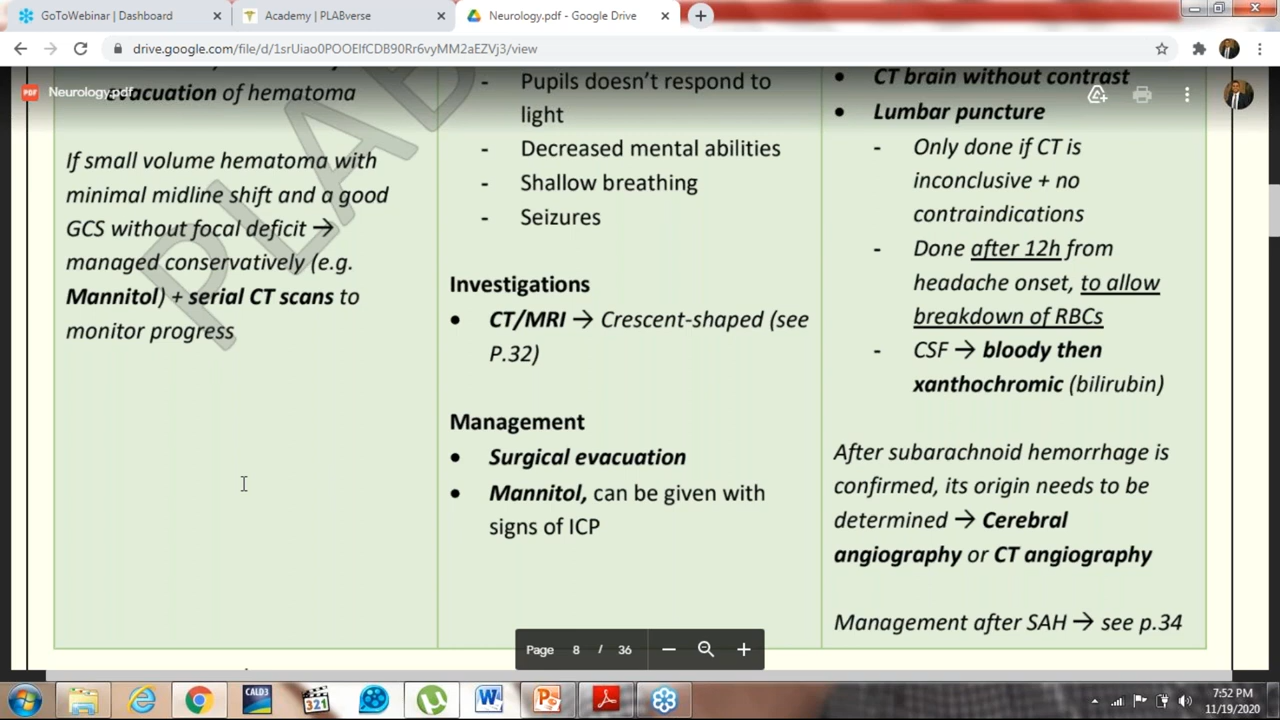 GoToWebinar | Dashboard
Academy | PLABverse
Neurology.pdf - Google Drive
drive.google.com/file/d/1srUiao0POOElfCDB90Rr6vyMM2aEZVj3/view
PDF Neurology.pdf
evacuation of hematoma
If small volume hematoma with
minimal midline shift and a good
GCS without focal deficit →
managed conservatively (e.g.
Mannitol) + serial CT scans to
monitor progress
- Pupils doesn't respond to
light
- Decreased mental abilities
- Shallow breathing
- Seizures
Investigations
• CT/MRI → Crescent-shaped (see
P.32)
Management
• Surgical evacuation
• Mannitol, can be given with
signs of ICP
• CT brain without contrast
• Lumbar puncture
- Only done if CT is
inconclusive + no
contraindications
- Done after 12h from
headache onset, to allow
breakdown of RBCs
- CSF → bloody then
xanthochromic (bilirubin)
After subarachnoid hemorrhage is
confirmed, its origin needs to be
determined → Cerebral
angiography or CT angiography
Management after SAH → see p.34
PLAB
Page 8 / 36
CALD3
321
7:52 PM
11/19/2020